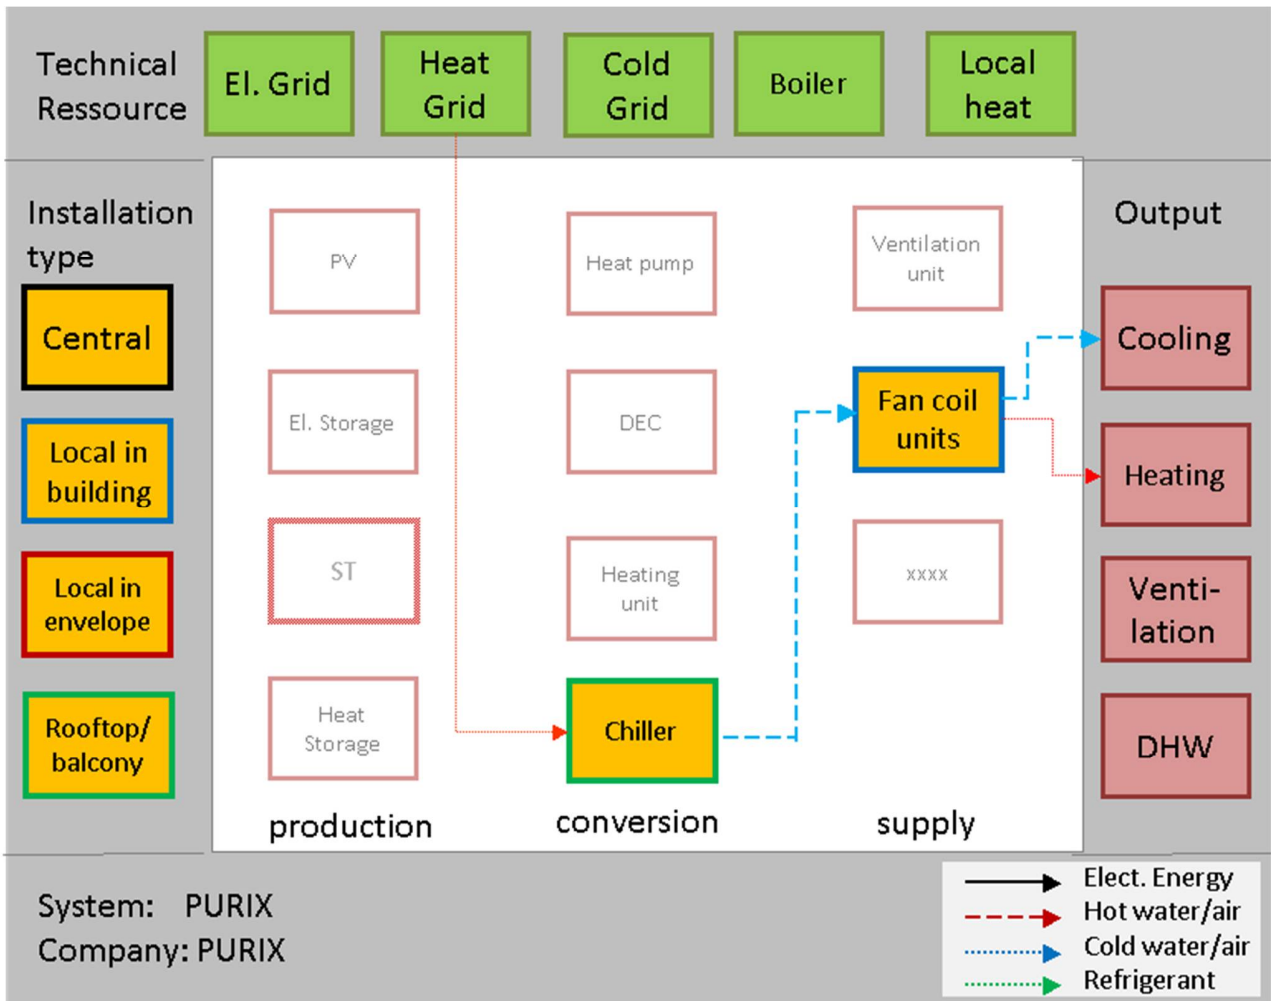 Technical
Ressource
El. Grid
Heat
Grid
Cold
Grid
Boiler
Local
heat
Installation
type
Central
Local in
building
Local in
envelope
Rooftop/
balcony
PV
El. Storage
ST
Heat
Storage
production
Heat pump
DEC
Heating
unit
Chiller
conversion
Ventilation
unit
Fan coil
units
xxxx
supply
Output
Cooling
Heating
Venti-
lation
DHW
System: PURIX
Company: PURIX
Elect. Energy
Hot water/air
Cold water/air
Refrigerant